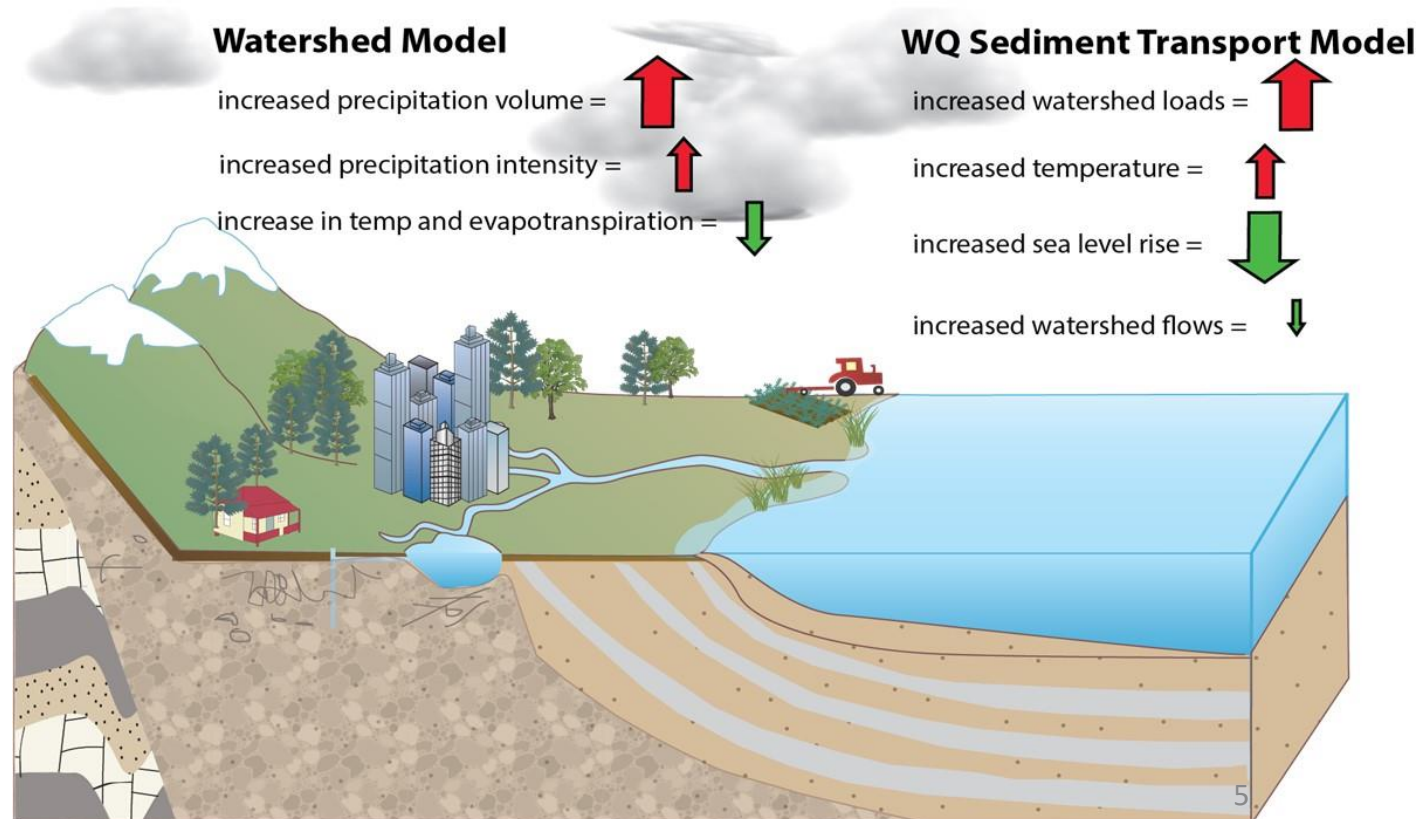 Watershed Model
increased precipitation volume =
increased precipitation intensity =
increase in temp and evapotranspiration =
WQ Sediment Transport Model
increased watershed loads =
increased temperature =
increased sea level rise =
increased watershed flows =
5